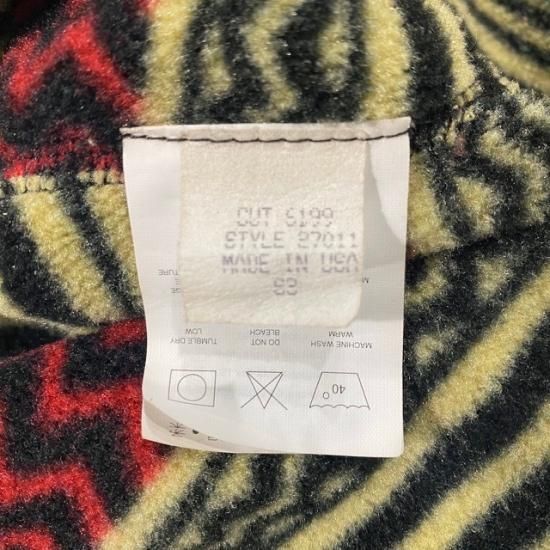 CUT 6199
STYLE 27011
MADE IN USA
MACHINE WASH
WARM
DO NOT
BLEACH
TUMBLE DRY
LOW
40°